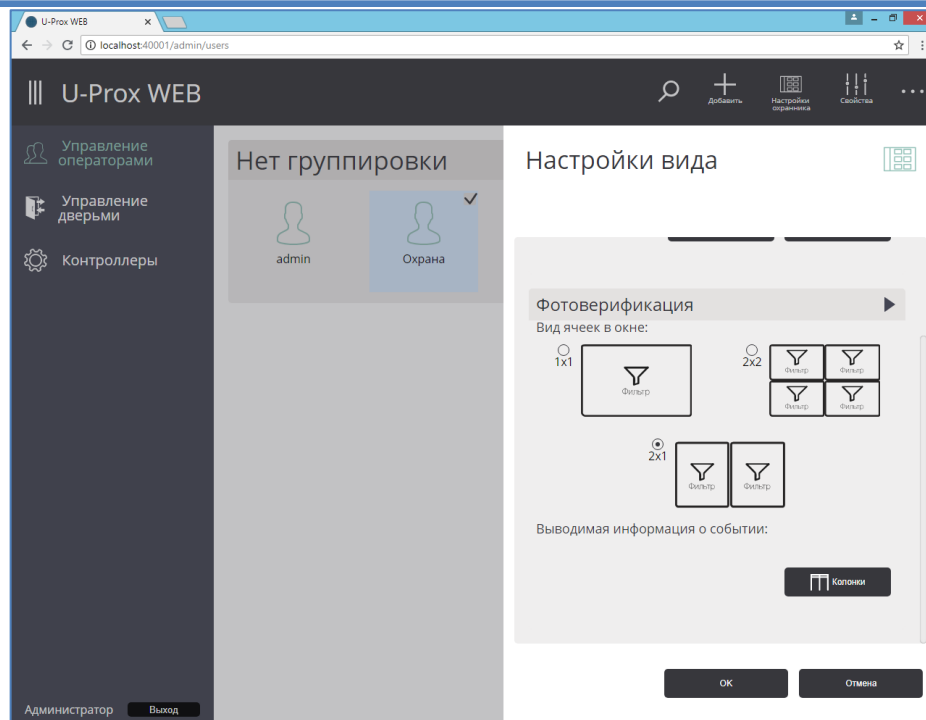 U-Prox WEB
localhost:40001/admin/users
U-Prox WEB
Добавить
Настройки
охранника
Свойства
Управление
операторами
Управление
дверьми
Контроллеры
Нет группировки
admin
Охрана
Настройки вида
Фотоверификация
Вид ячеек в окне:
1x1
Фильтр
2x2
Фильтр
Фильтр
Фильтр
Фильтр
2x1
Фильтр
Фильтр
Выводимая информация о событии:
Колонки
OK
Отмена
Администратор
Выход